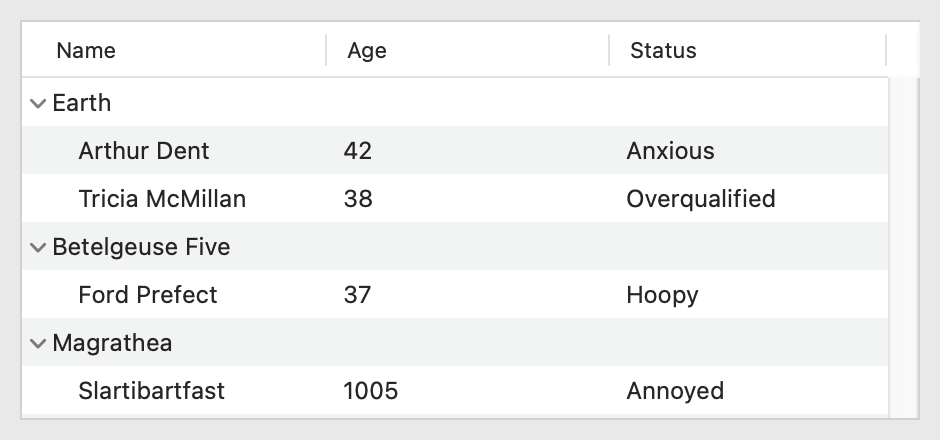 Name Age Status
Earth
Arthur Dent 42 Anxious
Tricia McMillan 38 Overqualified
Betelgeuse Five
Ford Prefect 37 Hoopy
Magrathea
Slartibartfast 1005 Annoyed